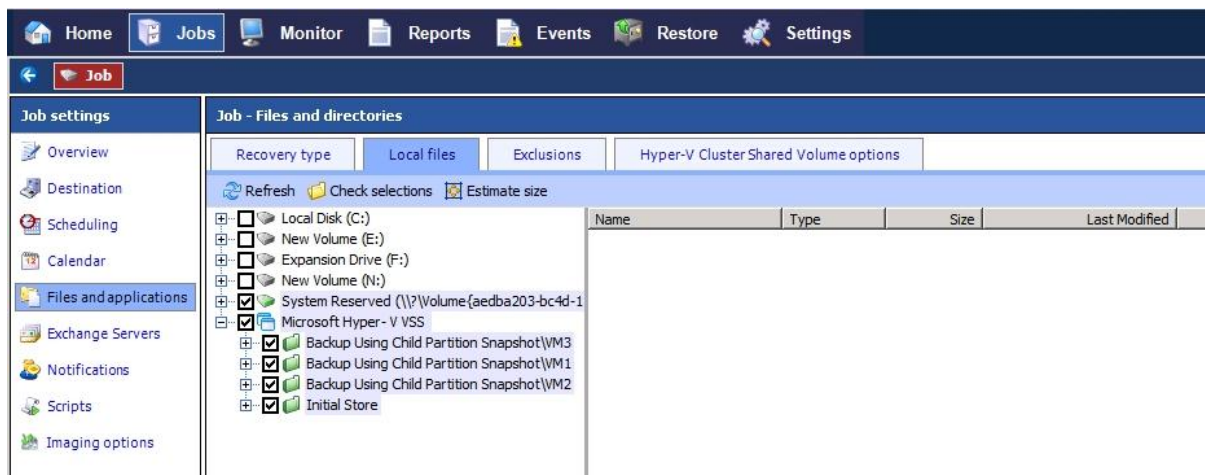 Home Jobs Monitor Reports Events Restore Settings
Job
Job settings
Job - Files and directories
Overview
Destination
Scheduling
Calendar
Files and applications
Exchange Servers
Notifications
Scripts
Imaging options
Recovery type Local files Exclusions Hyper-V Cluster Shared Volume options
Refresh Check selections Estimate size
Local Disk (C:)
New Volume (E:)
Expansion Drive (F:)
New Volume (N:)
System Reserved (\\?\Volume{aedba203-bc4d-1
Microsoft Hyper- V VSS
Backup Using Child Partition Snapshot\VM3
Backup Using Child Partition Snapshot\VM1
Backup Using Child Partition Snapshot\VM2
Initial Store
Name Type Size Last Modified